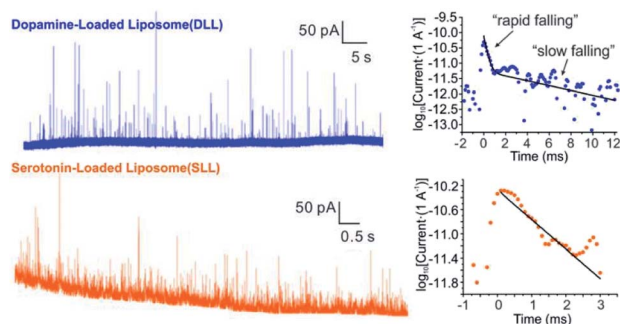 Dopamine-Loaded Liposome(DLL)
50 pA
5 s
log₁₀[Current·(1 A⁻¹)]
-9.5
-10.0
-10.5
-11.0
-11.5
-12.0
-12.5
-13.0
"rapid falling"
"slow falling"
-2 0 2 4 6 8 10 12
Time (ms)
Serotonin-Loaded Liposome(SLL)
50 pA
0.5 s
log₁₀[Current·(1 A⁻¹)]
-10.2
-10.6
-11.0
-11.4
-11.8
-1 0 1 2 3
Time (ms)